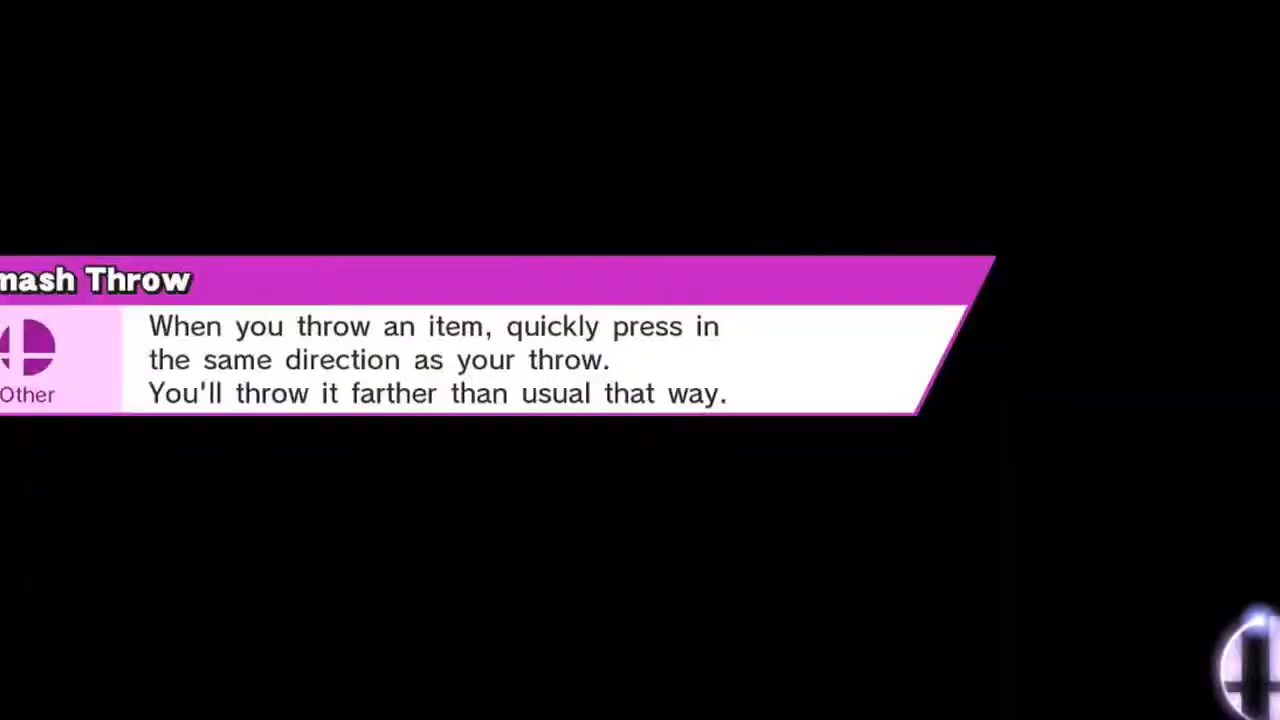 mash Throw
When you throw an item, quickly press in
the same direction as your throw.
You'll throw it farther than usual that way.
Other